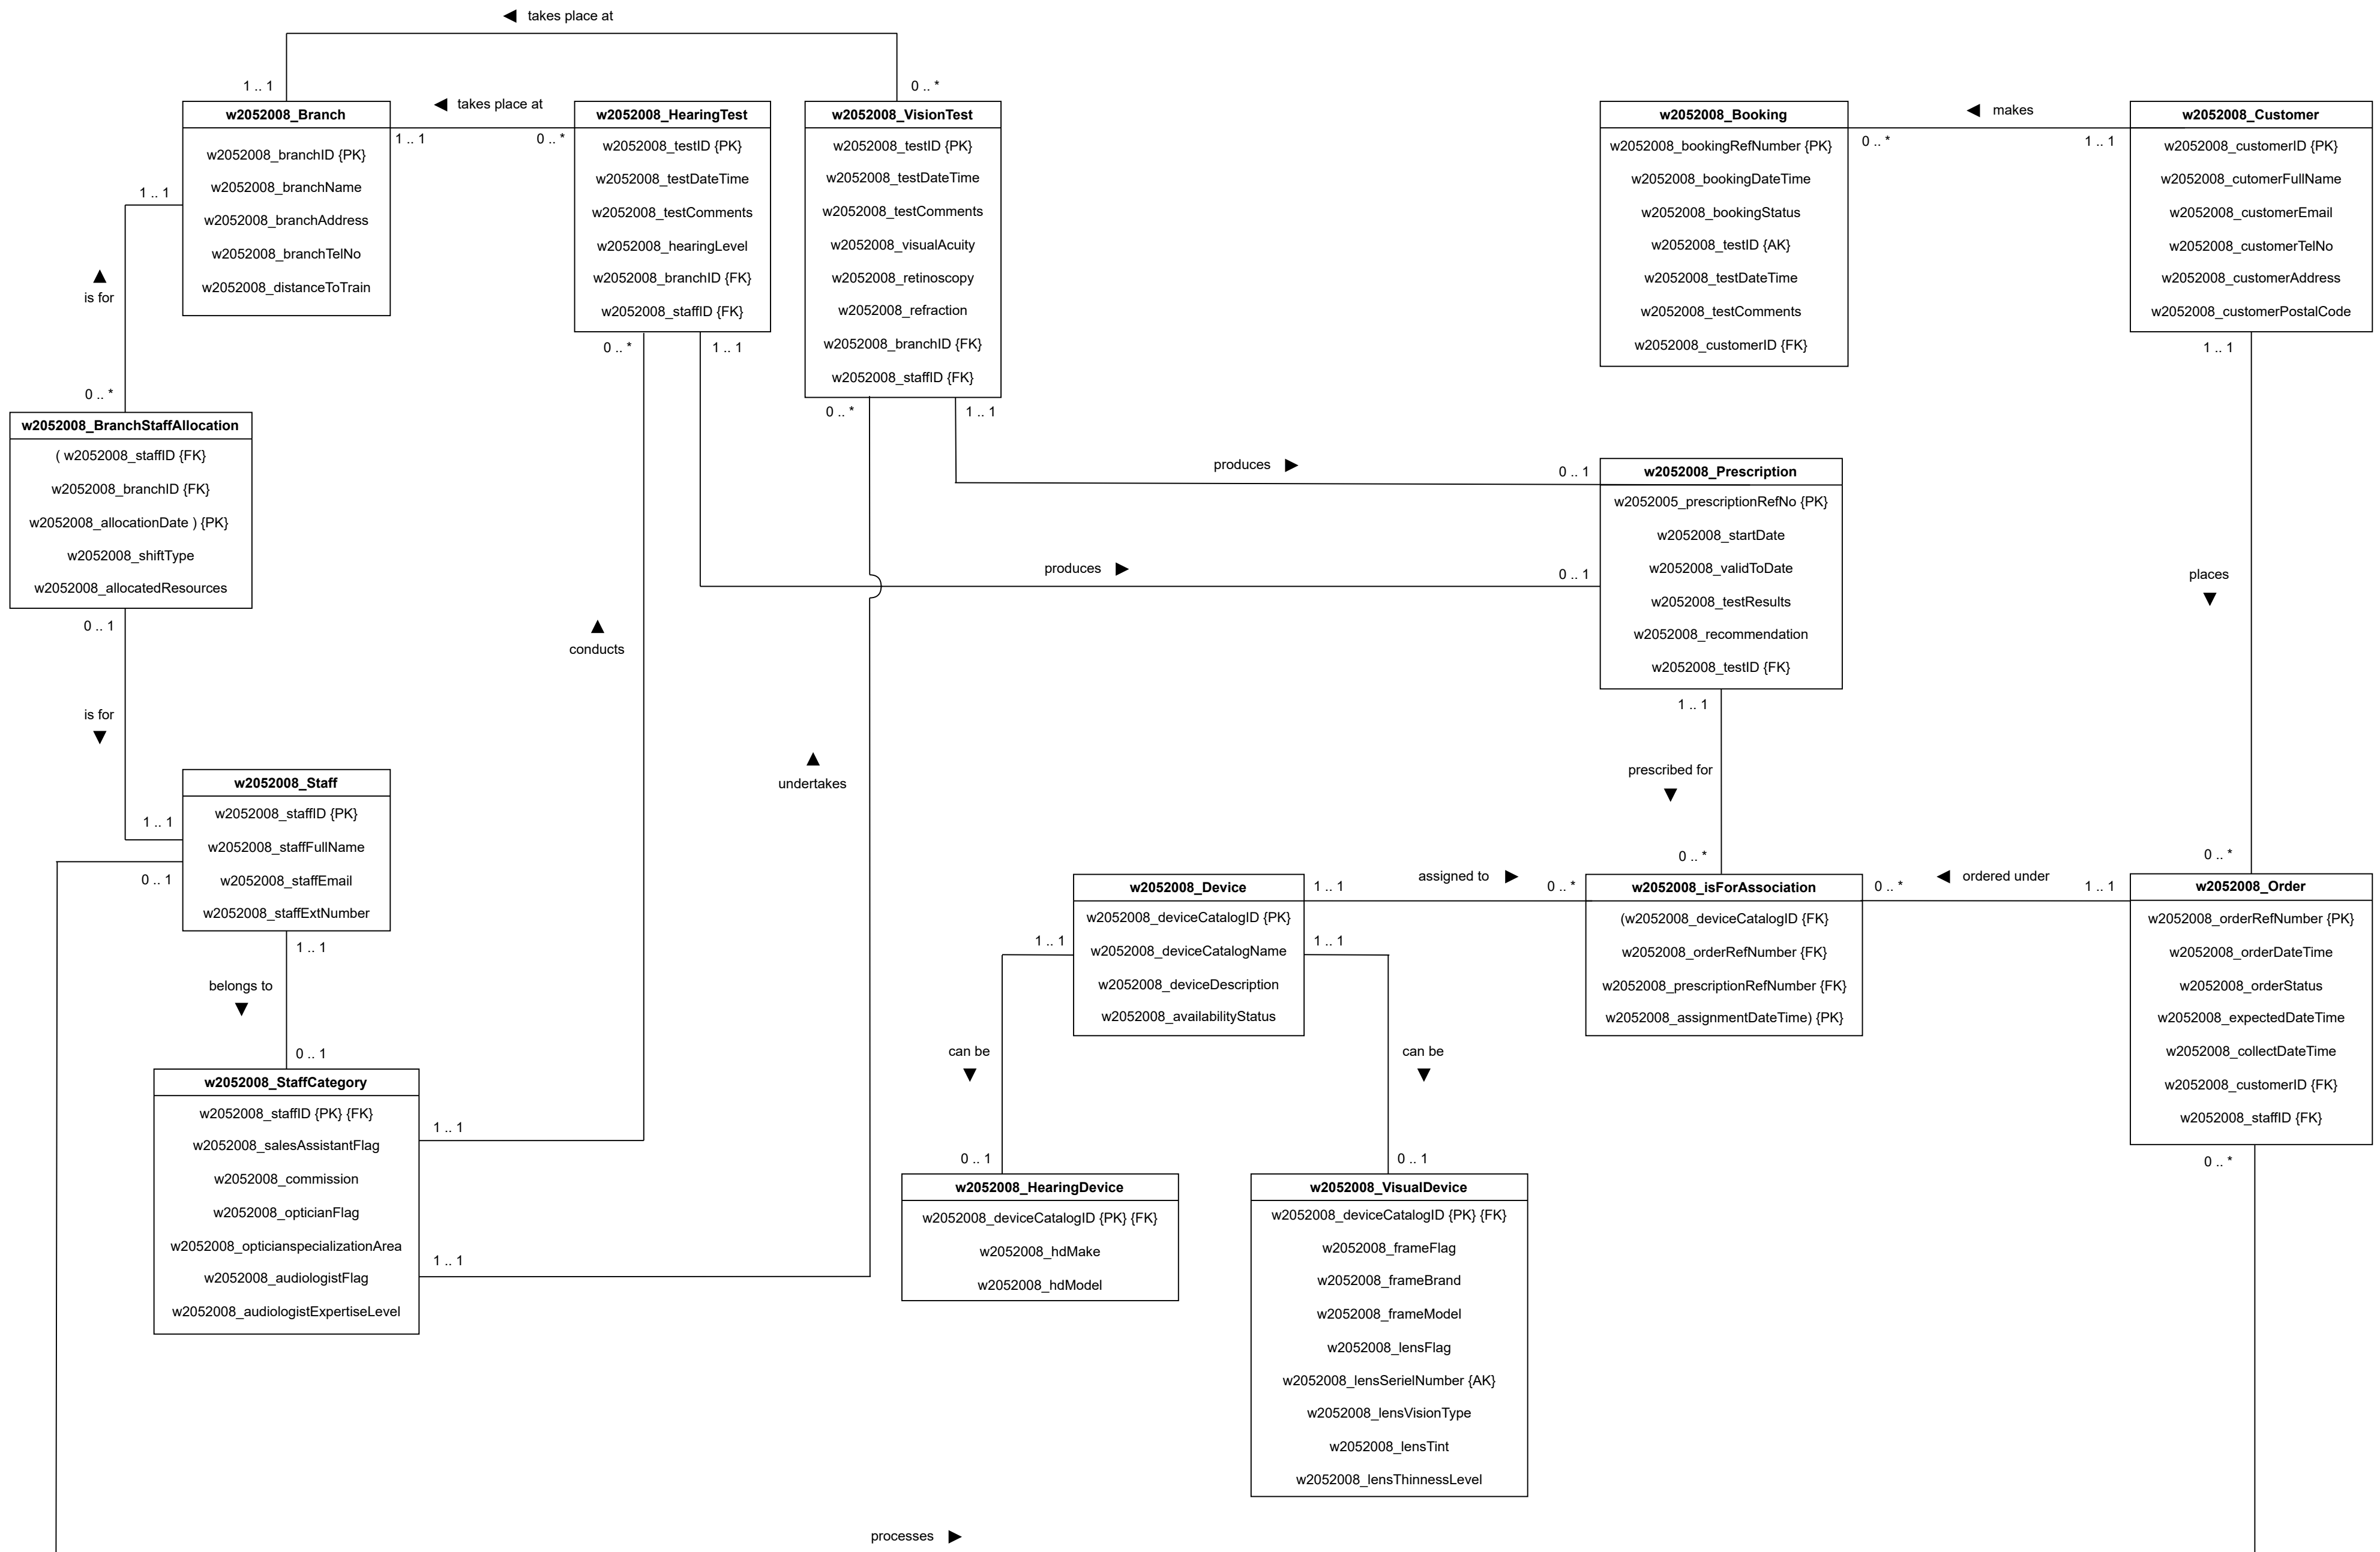 ◄ takes place at
1 .. 1
0 .. *
w2052008_Branch
w2052008_branchID {PK}
w2052008_branchName
w2052008_branchAddress
w2052008_branchTelNo
w2052008_distanceToTrain
◄ takes place at
1 .. 1
0 .. *
w2052008_HearingTest
w2052008_testID {PK}
w2052008_testDateTime
w2052008_testComments
w2052008_hearingLevel
w2052008_branchID {FK}
w2052008_staffID {FK}
0 .. *
1 .. 1
w2052008_VisionTest
w2052008_testID {PK}
w2052008_testDateTime
w2052008_testComments
w2052008_visualAcuity
w2052008_retinoscopy
w2052008_refraction
w2052008_branchID {FK}
w2052008_staffID {FK}
0 .. *
1 .. 1
w2052008_Booking
w2052008_bookingRefNumber {PK}
w2052008_bookingDateTime
w2052008_bookingStatus
w2052008_testID {AK}
w2052008_testDateTime
w2052008_testComments
w2052008_customerID {FK}
◄ makes
0 .. *
1 .. 1
w2052008_Customer
w2052008_customerID {PK}
w2052008_cutomerFullName
w2052008_customerEmail
w2052008_customerTelNo
w2052008_customerAddress
w2052008_customerPostalCode
1 .. 1
1 .. 1
▲
is for
0 .. *
w2052008_BranchStaffAllocation
( w2052008_staffID {FK}
w2052008_branchID {FK}
w2052008_allocationDate ) {PK}
w2052008_shiftType
w2052008_allocatedResources
0 .. 1
is for
▼
1 .. 1
▲
conducts
▲
undertakes
produces ►
0 .. 1
produces ►
0 .. 1
w2052008_Prescription
w2052005_prescriptionRefNo {PK}
w2052008_startDate
w2052008_validToDate
w2052008_testResults
w2052008_recommendation
w2052008_testID {FK}
1 .. 1
prescribed for
▼
0 .. *
places
▼
0 .. *
w2052008_Staff
w2052008_staffID {PK}
w2052008_staffFullName
w2052008_staffEmail
w2052008_staffExtNumber
0 .. 1
1 .. 1
belongs to
▼
0 .. 1
w2052008_StaffCategory
w2052008_staffID {PK} {FK}
w2052008_salesAssistantFlag
w2052008_commission
w2052008_opticianFlag
w2052008_opticianspecializationArea
w2052008_audiologistFlag
w2052008_audiologistExpertiseLevel
1 .. 1
1 .. 1
w2052008_Device
w2052008_deviceCatalogID {PK}
w2052008_deviceCatalogName
w2052008_deviceDescription
w2052008_availabilityStatus
1 .. 1
assigned to ►
0 .. *
w2052008_isForAssociation
(w2052008_deviceCatalogID {FK}
w2052008_orderRefNumber {FK}
w2052008_prescriptionRefNumber {FK}
w2052008_assignmentDateTime) {PK}
0 .. *
◄ ordered under
1 .. 1
w2052008_Order
w2052008_orderRefNumber {PK}
w2052008_orderDateTime
w2052008_orderStatus
w2052008_expectedDateTime
w2052008_collectDateTime
w2052008_customerID {FK}
w2052008_staffID {FK}
0 .. *
1 .. 1
1 .. 1
can be
▼
can be
▼
0 .. 1
0 .. 1
w2052008_HearingDevice
w2052008_deviceCatalogID {PK} {FK}
w2052008_hdMake
w2052008_hdModel
w2052008_VisualDevice
w2052008_deviceCatalogID {PK} {FK}
w2052008_frameFlag
w2052008_frameBrand
w2052008_frameModel
w2052008_lensFlag
w2052008_lensSerielNumber {AK}
w2052008_lensVisionType
w2052008_lensTint
w2052008_lensThinnessLevel
processes ►